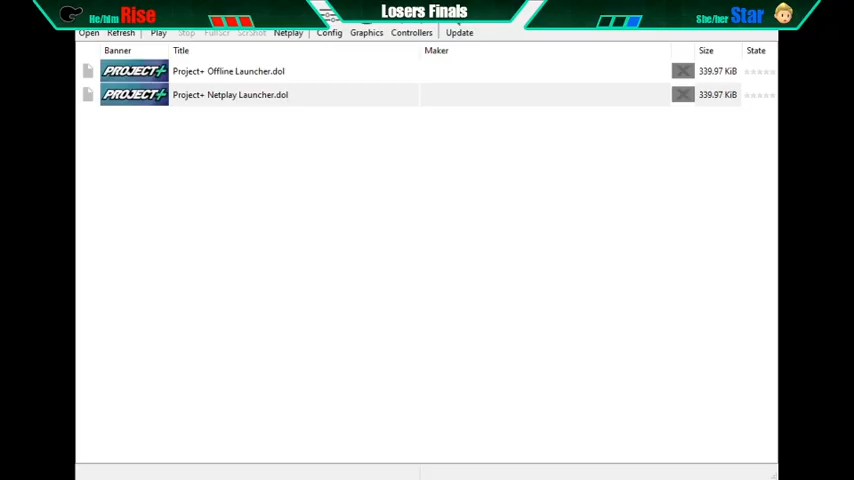 He/him Rise
Losers Finals
She/her Star
Open Refresh Play Stop FullScr ScrShot Netplay Config Graphics Controllers Update
Banner Title Maker Size State
PROJECT+ Project+ Offline Launcher.dol 339.97 KiB
PROJECT+ Project+ Netplay Launcher.dol 339.97 KiB